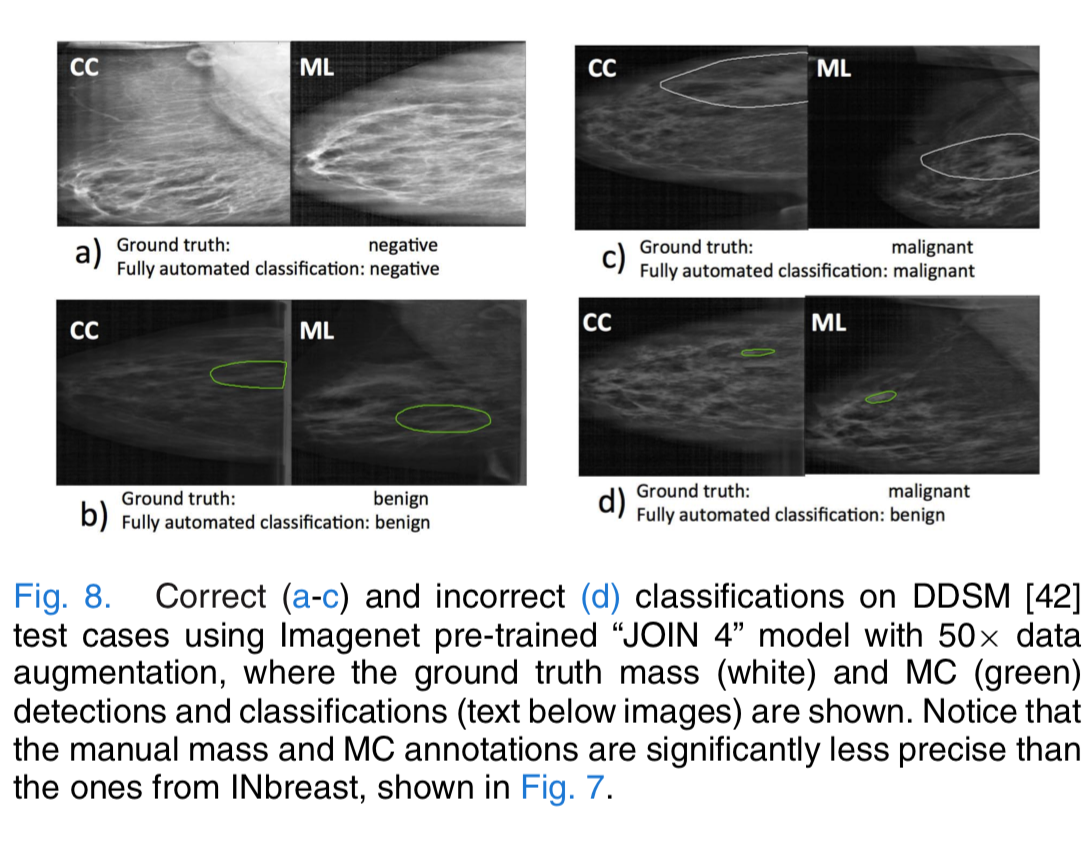 CC
ML
a) Ground truth: negative
Fully automated classification: negative
CC
ML
c) Ground truth: malignant
Fully automated classification: malignant
CC
ML
b) Ground truth: benign
Fully automated classification: benign
CC
ML
d) Ground truth: malignant
Fully automated classification: benign
Fig. 8. Correct (a-c) and incorrect (d) classifications on DDSM [42]
test cases using Imagenet pre-trained “JOIN 4” model with 50× data
augmentation, where the ground truth mass (white) and MC (green)
detections and classifications (text below images) are shown. Notice that
the manual mass and MC annotations are significantly less precise than
the ones from INbreast, shown in Fig. 7.